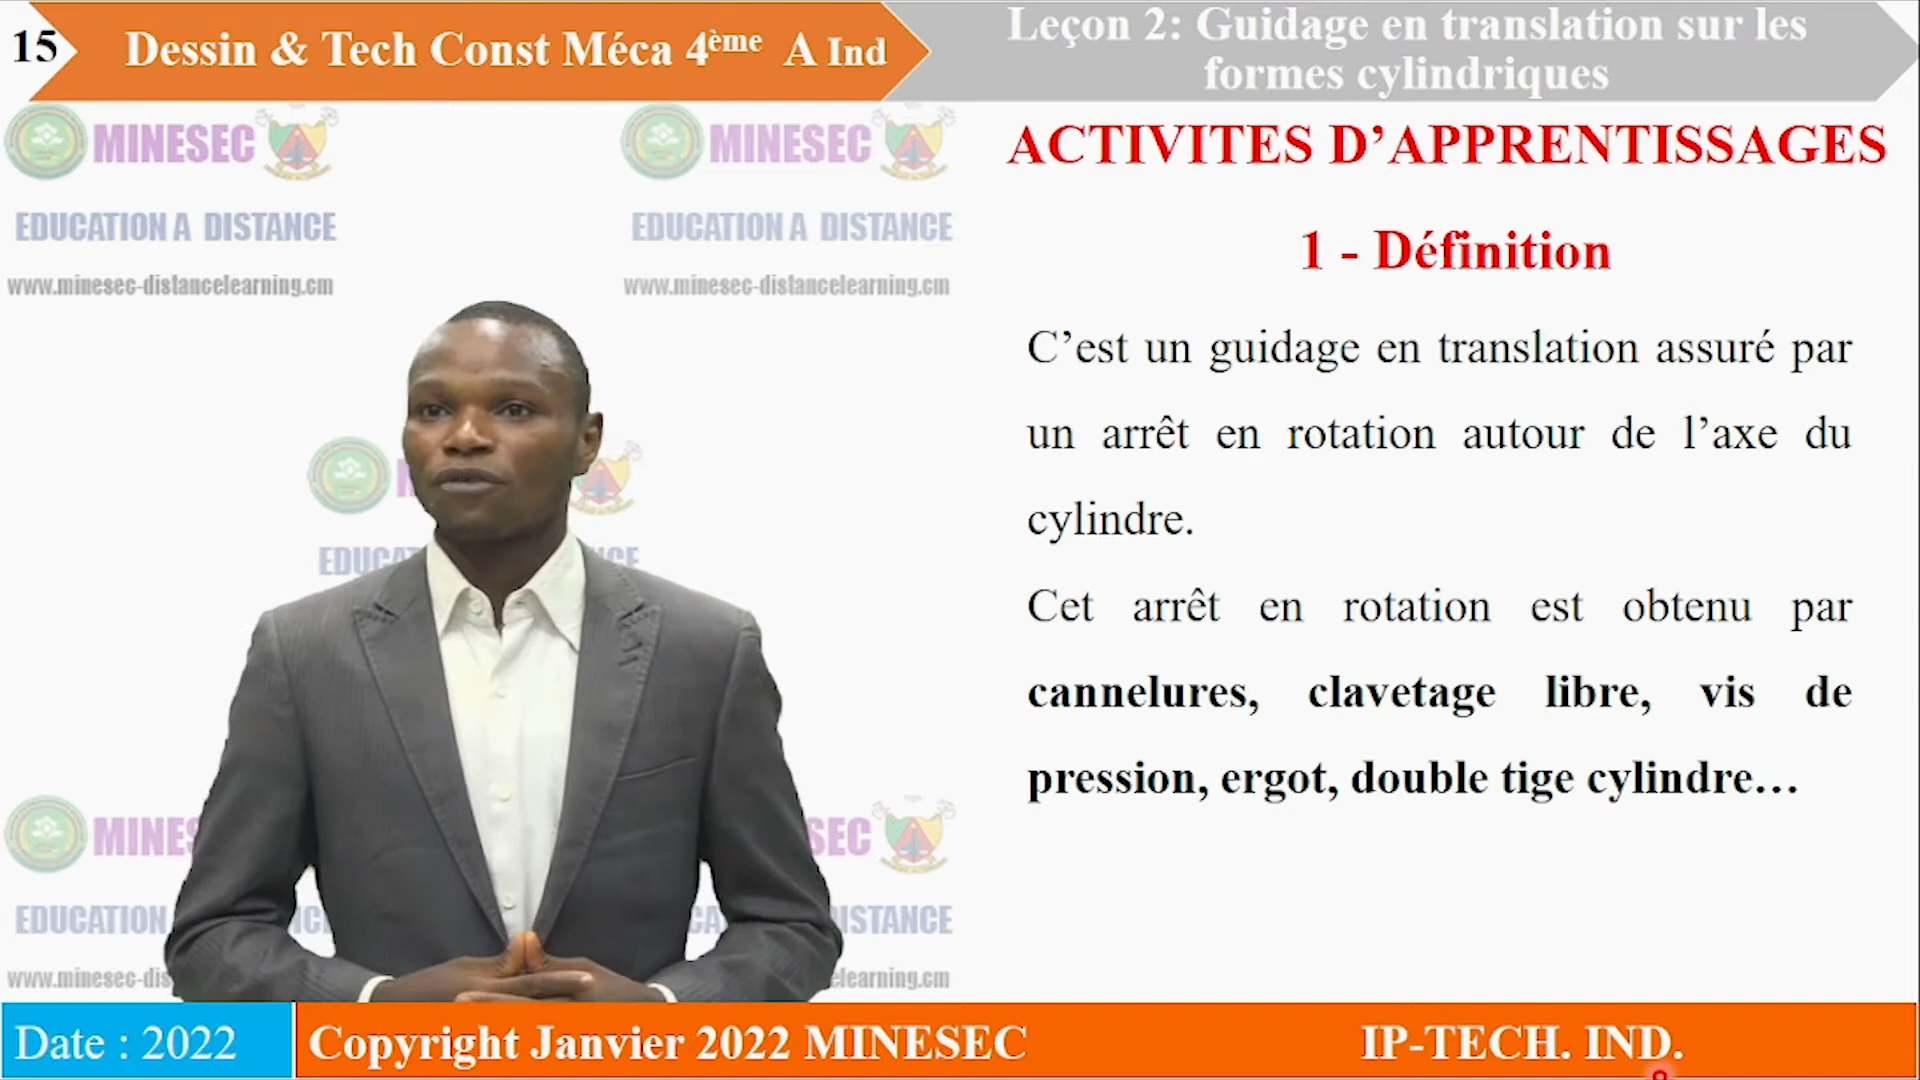 15
Dessin & Tech Const Méca 4ème A Ind
Leçon 2: Guidage en translation sur les
formes cylindriques
MINESEC
EDUCATION A DISTANCE
www.minesec-distancelearning.cm
MINESEC
EDUCATION A DISTANCE
www.minesec-distancelearning.cm
ACTIVITES D’APPRENTISSAGES
1 - Définition
C’est un guidage en translation assuré par
un arrêt en rotation autour de l’axe du
cylindre.
Cet arrêt en rotation est obtenu par
cannelures, clavetage libre, vis de
pression, ergot, double tige cylindre…
EDUCATION
Date : 2022
Copyright Janvier 2022 MINESEC
IP-TECH. IND.